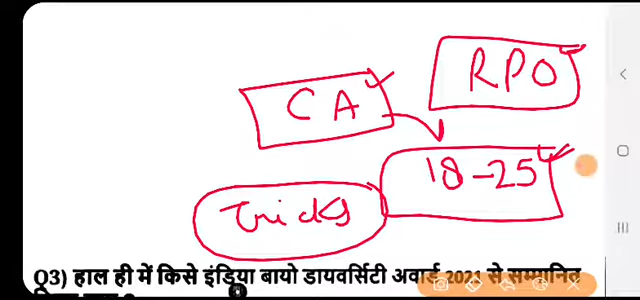 RPO
CA
18-25
Tricks
Q3) हाल ही में किसे इंडिया बायो डायवर्सिटी अवार्ड 2021 से सम्मानित